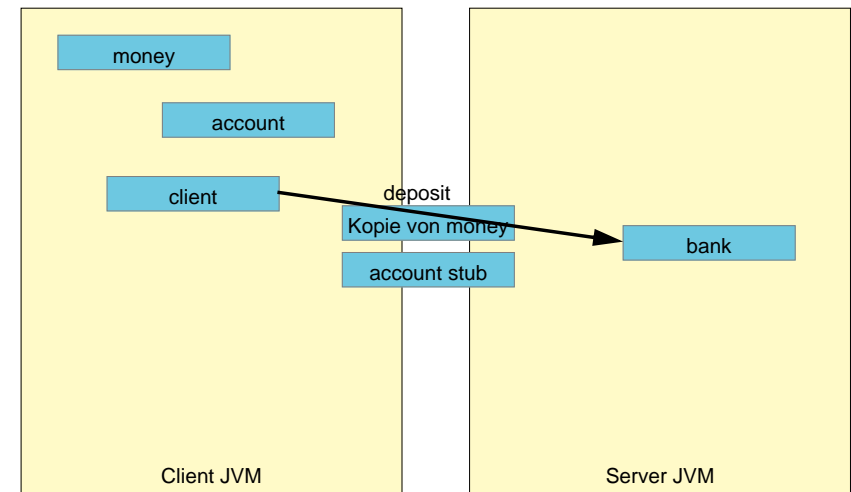 money
account
client
deposit
Kopie von money
account stub
bank
Client JVM
Server JVM